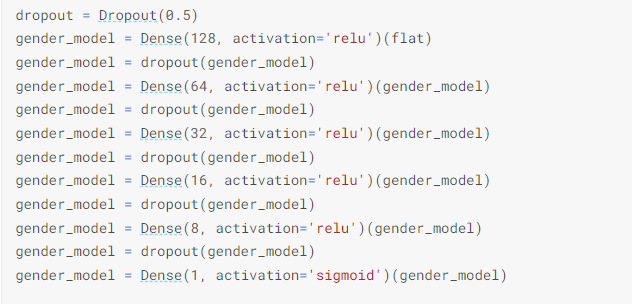 dropout = Dropout(0.5)
gender_model = Dense(128, activation='relu')(flat)
gender_model = dropout(gender_model)
gender_model = Dense(64, activation='relu')(gender_model)
gender_model = dropout(gender_model)
gender_model = Dense(32, activation='relu')(gender_model)
gender_model = dropout(gender_model)
gender_model = Dense(16, activation='relu')(gender_model)
gender_model = dropout(gender_model)
gender_model = Dense(8, activation='relu')(gender_model)
gender_model = dropout(gender_model)
gender_model = Dense(1, activation='sigmoid')(gender_model)